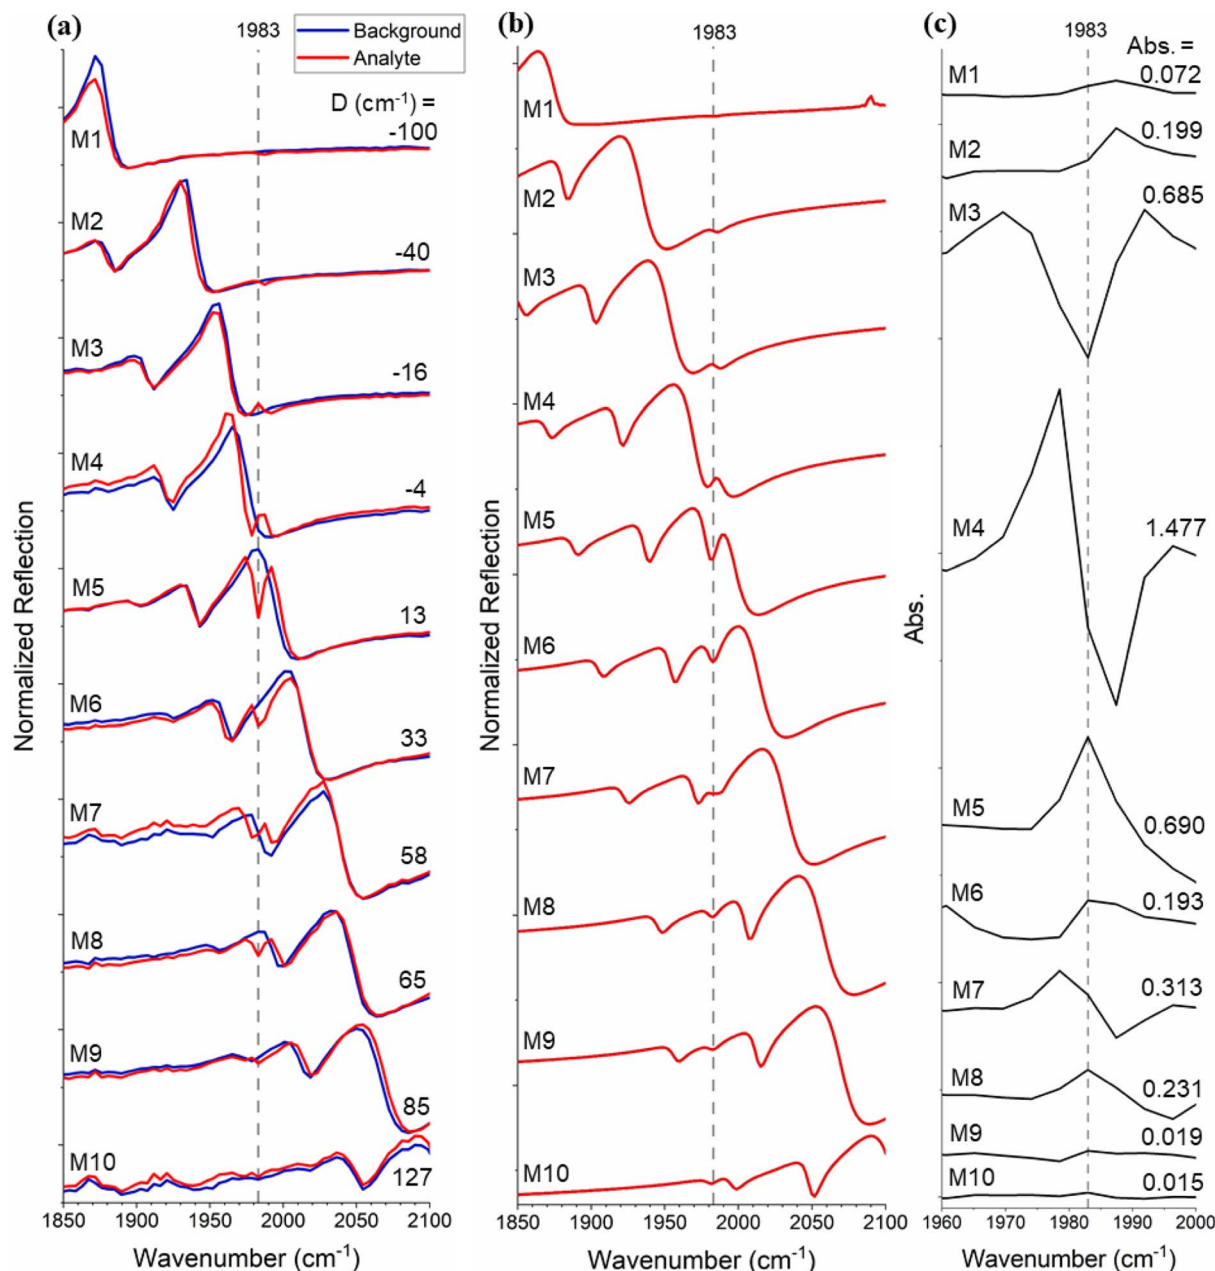 (a)
1983
Background
Analyte
D (cm⁻¹) =
M1
-100
M2
-40
M3
-16
M4
-4
M5
13
M6
33
M7
58
M8
65
M9
85
M10
127
Normalized Reflection
1850 1900 1950 2000 2050 2100
Wavenumber (cm⁻¹)
(b)
1983
M1
M2
M3
M4
M5
M6
M7
M8
M9
M10
Normalized Reflection
1850 1900 1950 2000 2050 2100
Wavenumber (cm⁻¹)
(c)
1983
Abs. =
M1
0.072
M2
0.199
M3
0.685
M4
1.477
M5
0.690
M6
0.193
M7
0.313
M8
0.231
M9
0.019
M10
0.015
Abs.
1960 1970 1980 1990 2000
Wavenumber (cm⁻¹)